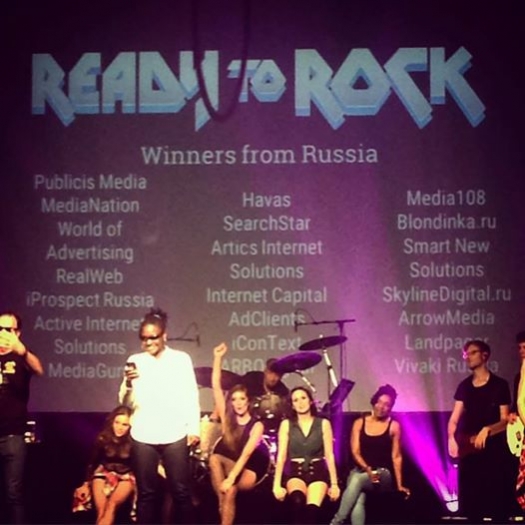 READY TO ROCK
Winners from Russia
Publicis Media
MediaNation
World of
Advertising
RealWeb
iProspect Russia
Active Internet
Solutions
Havas
SearchStar
Artics Internet
Solutions
Internet Capital
AdClients
iConText
Media108
Blondinka.ru
Smart New
Solutions
SkylineDigital.ru
ArrowMedia
Vivaki